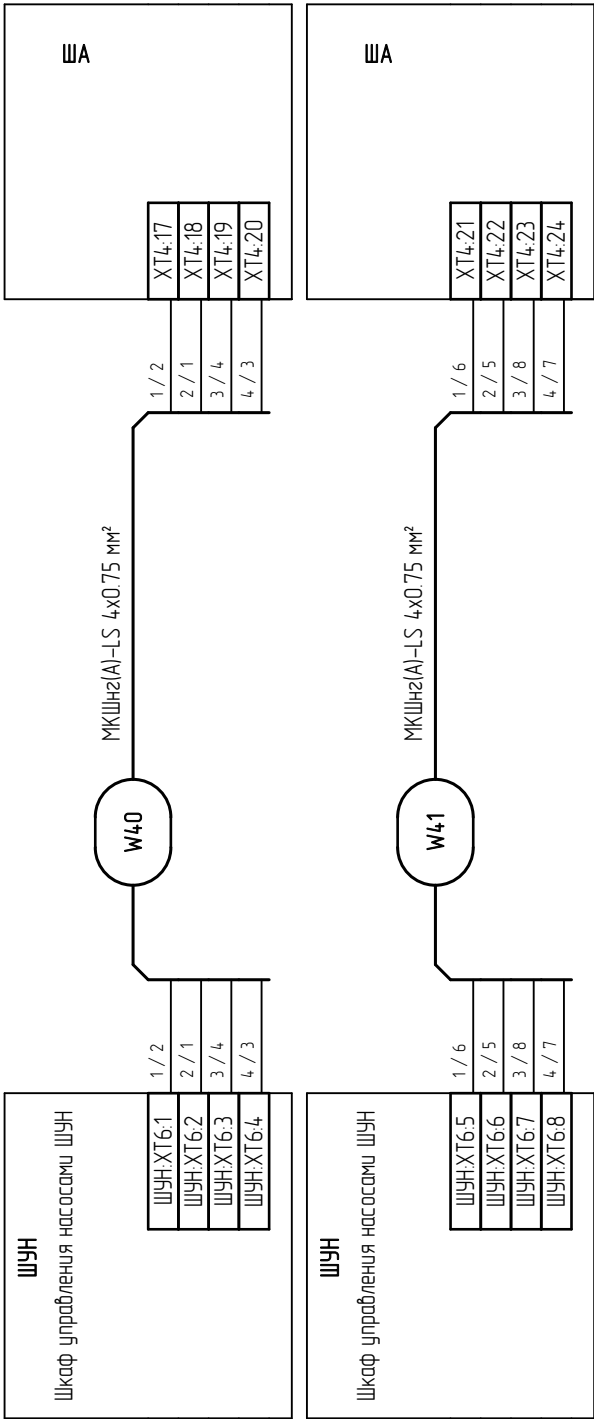 ШУН
Шкаф управления насосами ШУН
ШУН:XT6:1
ШУН:XT6:2
ШУН:XT6:3
ШУН:XT6:4
1 / 2
2 / 1
3 / 4
4 / 3
W40
МКШнг(А)-LS 4х0.75 мм²
1 / 2
2 / 1
3 / 4
4 / 3
XT4:17
XT4:18
XT4:19
XT4:20
ША
ШУН
Шкаф управления насосами ШУН
ШУН:XT6:5
ШУН:XT6:6
ШУН:XT6:7
ШУН:XT6:8
1 / 6
2 / 5
3 / 8
4 / 7
W41
МКШнг(А)-LS 4х0.75 мм²
1 / 6
2 / 5
3 / 8
4 / 7
XT4:21
XT4:22
XT4:23
XT4:24
ША